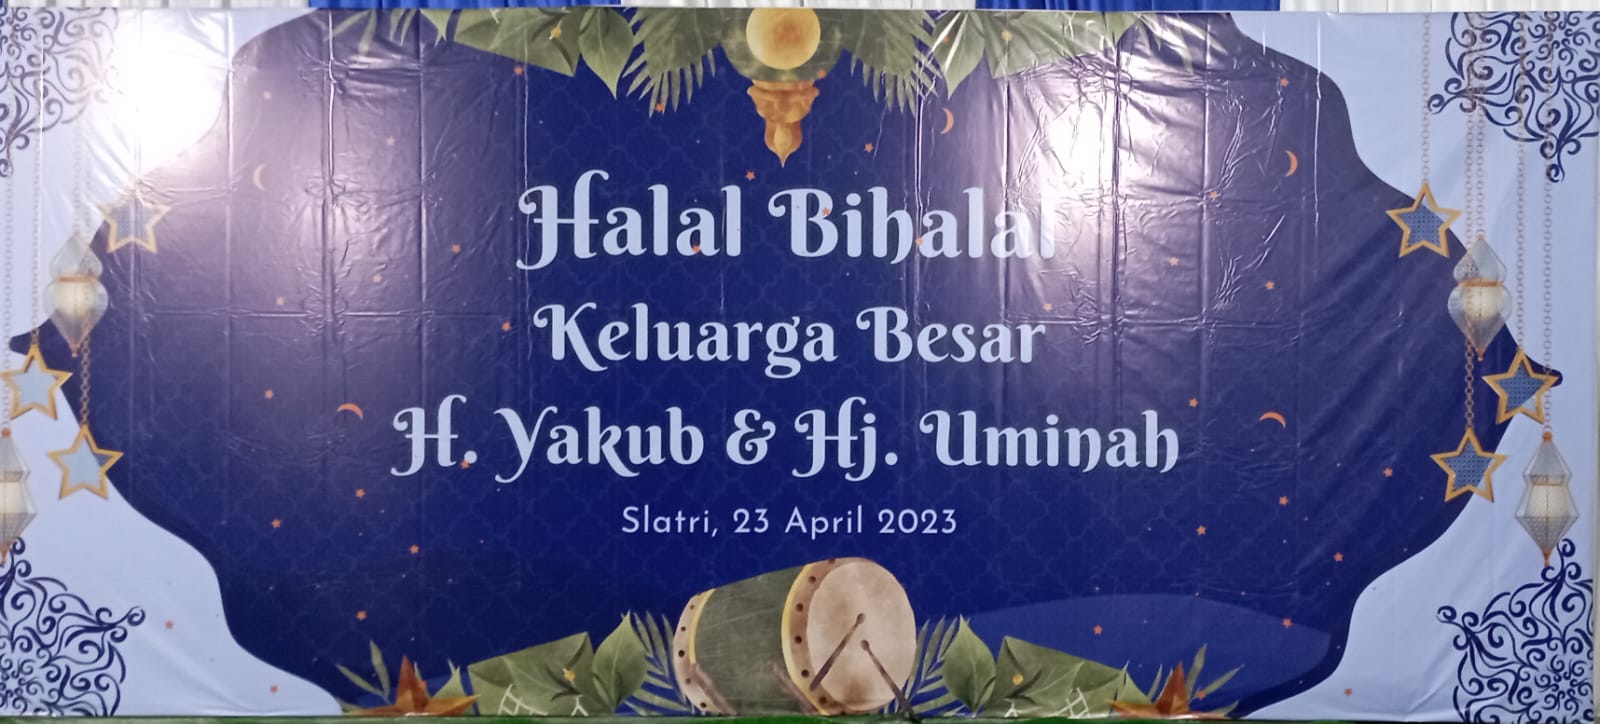 Halal Bihalal
Keluarga Besar
H. Yakub & Hj. Uminah
Slatri, 23 April 2023